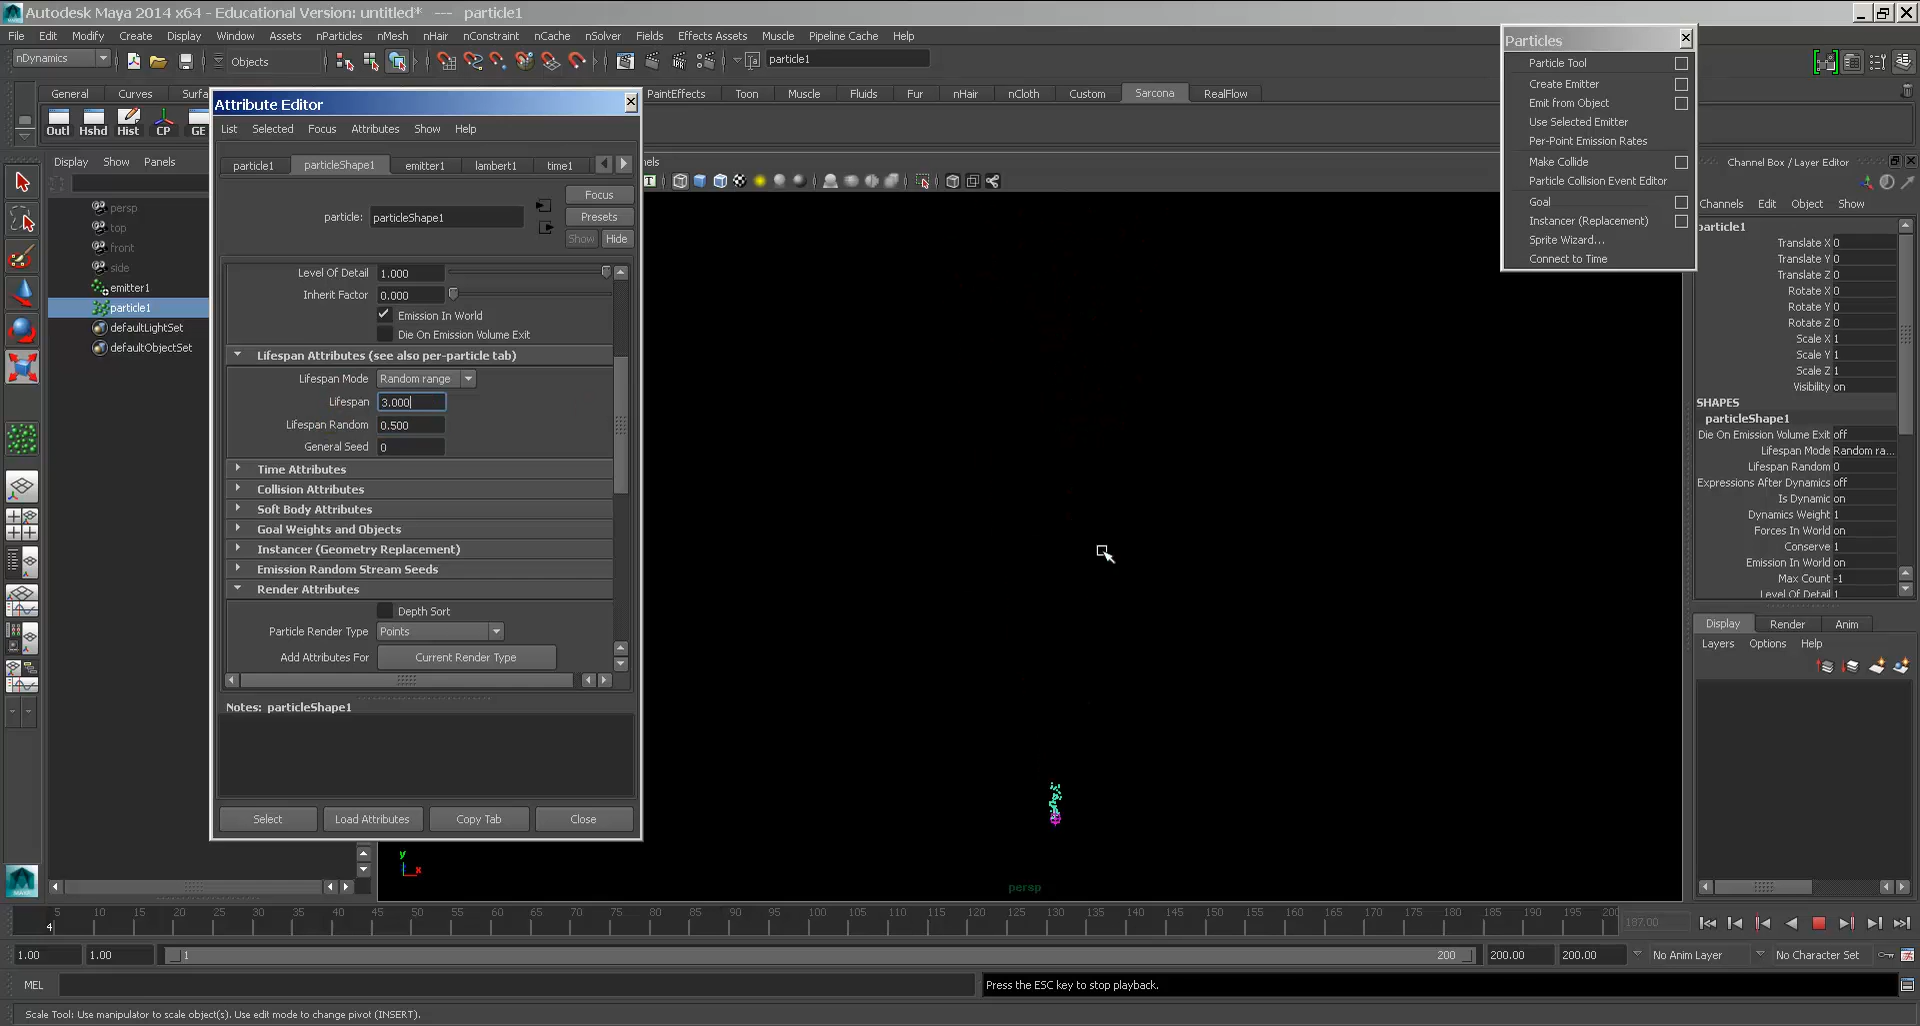 Autodesk Maya 2014 x64 - Educational Version: untitled* --- particle1
File Edit Modify Create Display Window Assets nParticles nMesh nHair nConstraint nCache nSolver Fields Effects Assets Muscle Pipeline Cache Help
nDynamics Objects particle1
General Curves Surfa PaintEffects Toon Muscle Fluids Fur nHair nCloth Custom Sarcona RealFlow
Outl Hshd Hist CP GE
Display Show Panels
persp
top
front
side
emitter1
particle1
defaultLightSet
defaultObjectSet
Attribute Editor
List Selected Focus Attributes Show Help
particle1 particleShape1 emitter1 lambert1 time1
Focus
particle: particleShape1 Presets
Show Hide
Level Of Detail 1.000
Inherit Factor 0.000
Emission In World
Die On Emission Volume Exit
Lifespan Attributes (see also per-particle tab)
Lifespan Mode Random range
Lifespan 3.000
Lifespan Random 0.500
General Seed 0
Time Attributes
Collision Attributes
Soft Body Attributes
Goal Weights and Objects
Instancer (Geometry Replacement)
Emission Random Stream Seeds
Render Attributes
Depth Sort
Particle Render Type Points
Add Attributes For Current Render Type
Notes: particleShape1
Select Load Attributes Copy Tab Close
nels
y
x
persp
Particles
Particle Tool
Create Emitter
Emit from Object
Use Selected Emitter
Per-Point Emission Rates
Make Collide
Particle Collision Event Editor
Goal
Instancer (Replacement)
Sprite Wizard...
Connect to Time
Channel Box / Layer Editor
Channels Edit Object Show
particle1
Translate X 0
Translate Y 0
Translate Z 0
Rotate X 0
Rotate Y 0
Rotate Z 0
Scale X 1
Scale Y 1
Scale Z 1
Visibility on
SHAPES
particleShape1
Die On Emission Volume Exit off
Lifespan Mode Random ra...
Lifespan Random 0
Expressions After Dynamics off
Is Dynamic on
Dynamics Weight 1
Forces In World on
Conserve 1
Emission In World on
Max Count -1
Level Of Detail 1
Display Render Anim
Layers Options Help
5 10 15 20 25 30 35 40 45 50 55 60 65 70 75 80 85 90 95 100 105 110 115 120 125 130 135 140 145 150 155 160 165 170 175 180 185 190 195 200
4
187.00
1.00 1.00 1 200 200.00 200.00 No Anim Layer No Character Set
MEL Press the ESC key to stop playback.
Scale Tool: Use manipulator to scale object(s). Use edit mode to change pivot (INSERT).